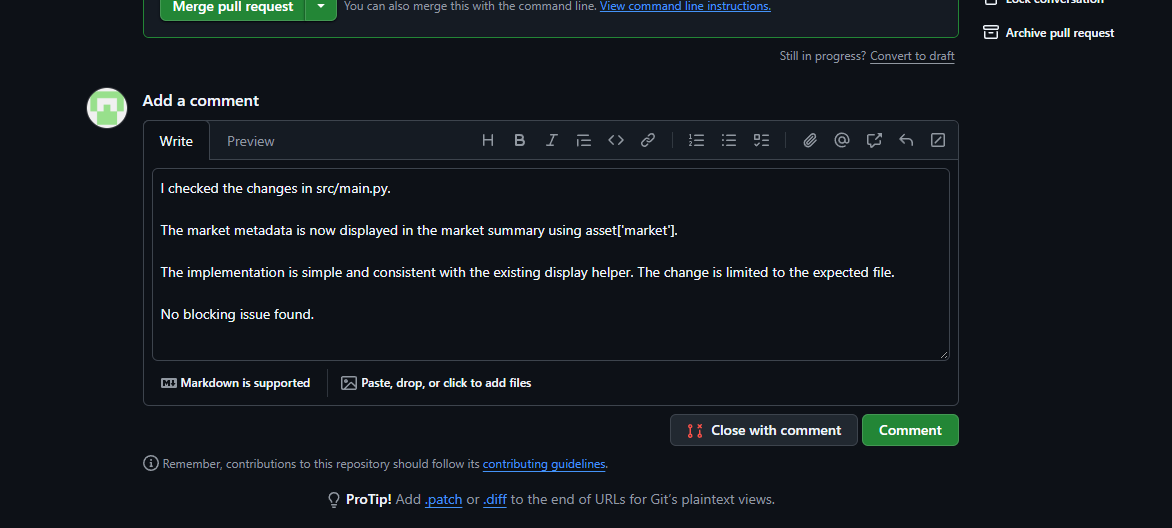 Merge pull request
You can also merge this with the command line. View command line instructions.
Lock conversation
Archive pull request
Still in progress? Convert to draft
Add a comment
Write
Preview
I checked the changes in src/main.py.
The market metadata is now displayed in the market summary using asset['market'].
The implementation is simple and consistent with the existing display helper. The change is limited to the expected file.
No blocking issue found.
Markdown is supported
Paste, drop, or click to add files
Close with comment
Comment
Remember, contributions to this repository should follow its contributing guidelines.
ProTip! Add .patch or .diff to the end of URLs for Git's plaintext views.